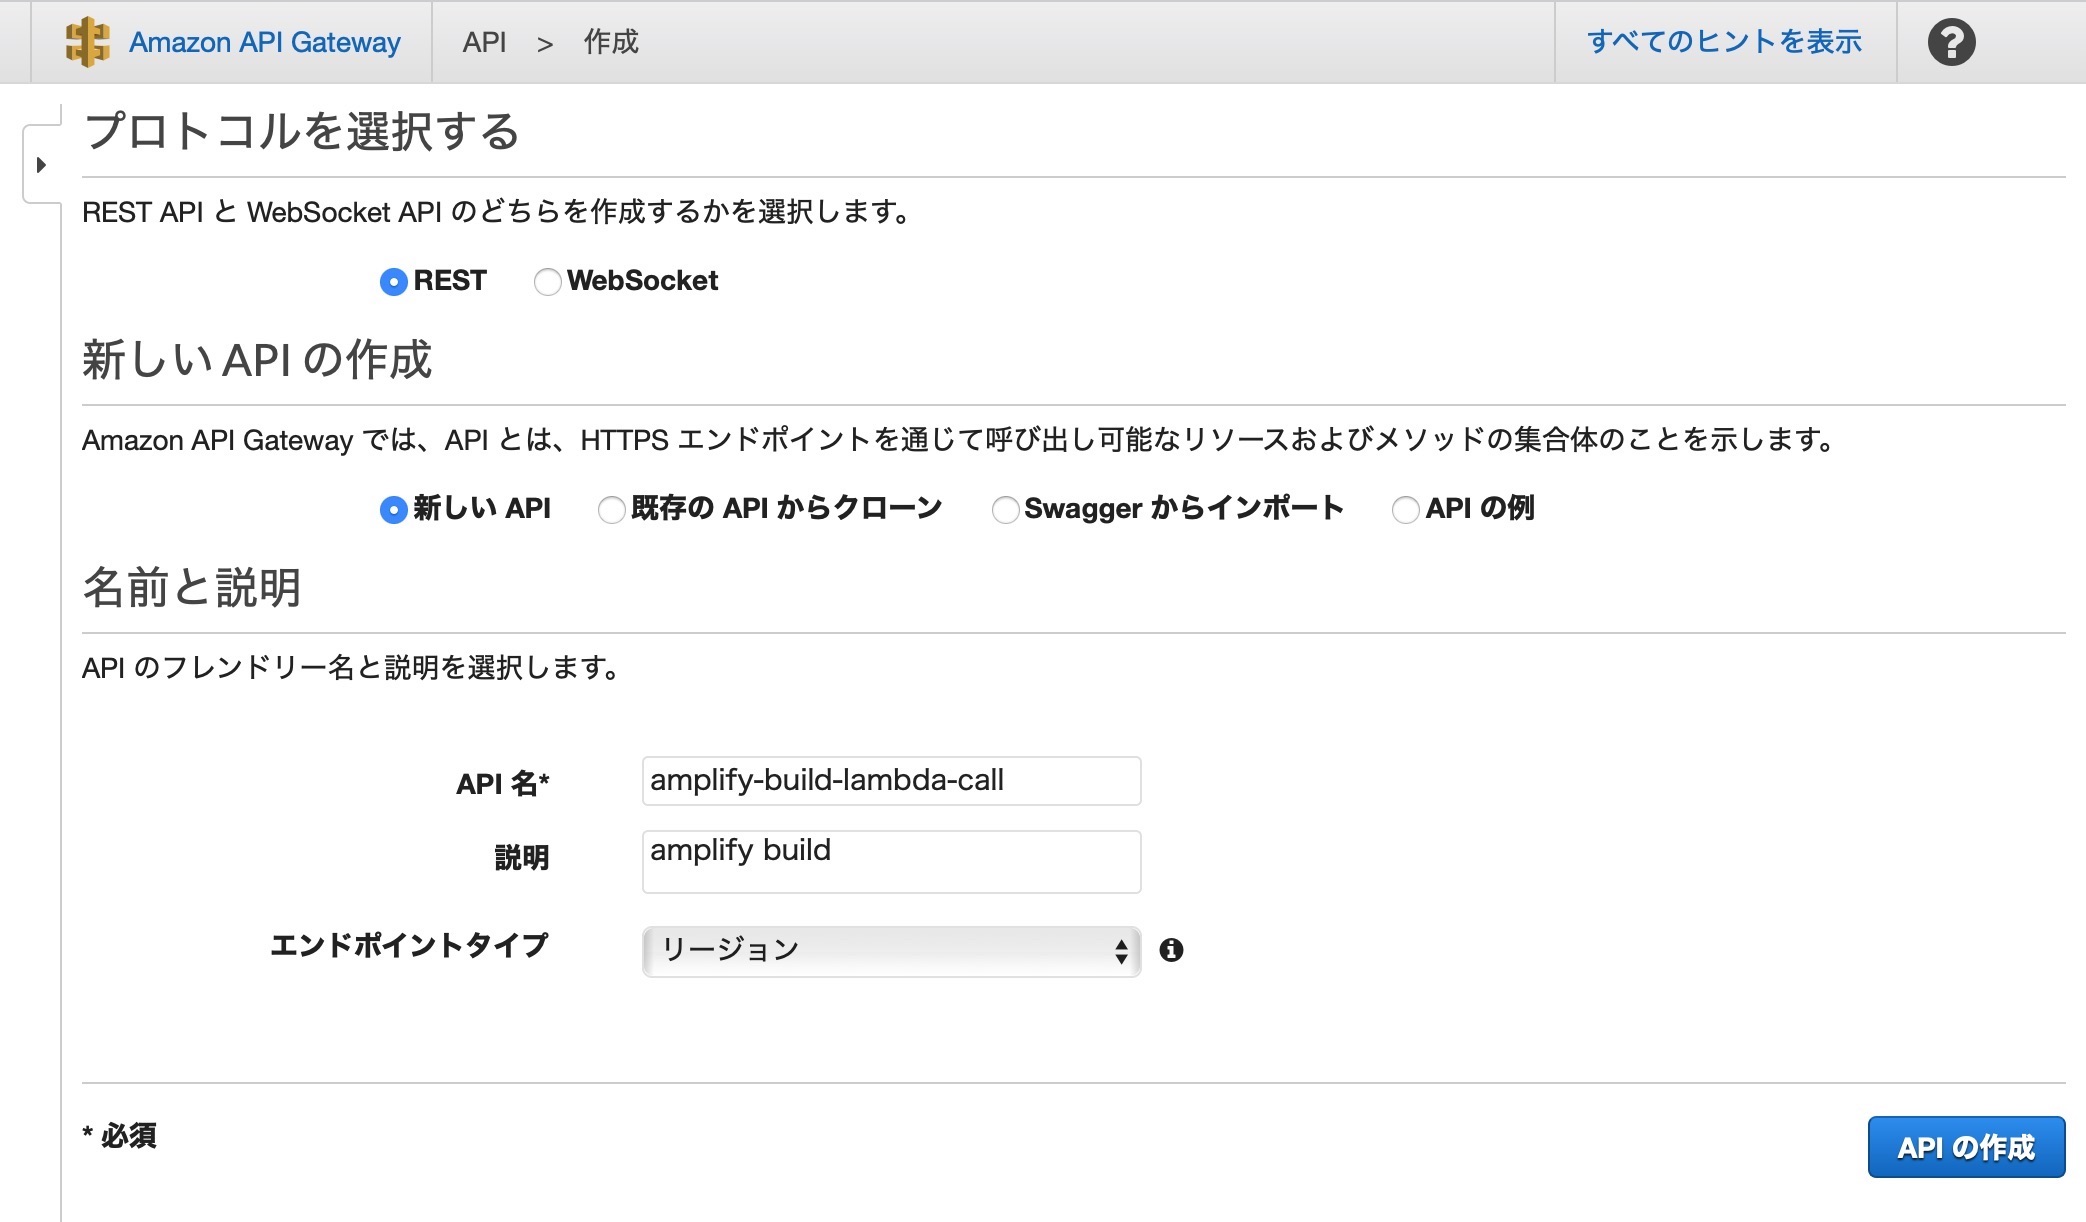 Amazon API Gateway API > 作成 すべてのヒントを表示
プロトコルを選択する
REST API と WebSocket API のどちらを作成するかを選択します。
REST WebSocket
新しい API の作成
Amazon API Gateway では、API とは、HTTPS エンドポイントを通じて呼び出し可能なリソースおよびメソッドの集合体のことを示します。
新しい API 既存の API からクローン Swagger からインポート API の例
名前と説明
API のフレンドリー名と説明を選択します。
API 名* amplify-build-lambda-call
説明 amplify build
エンドポイントタイプ リージョン
* 必須
API の作成